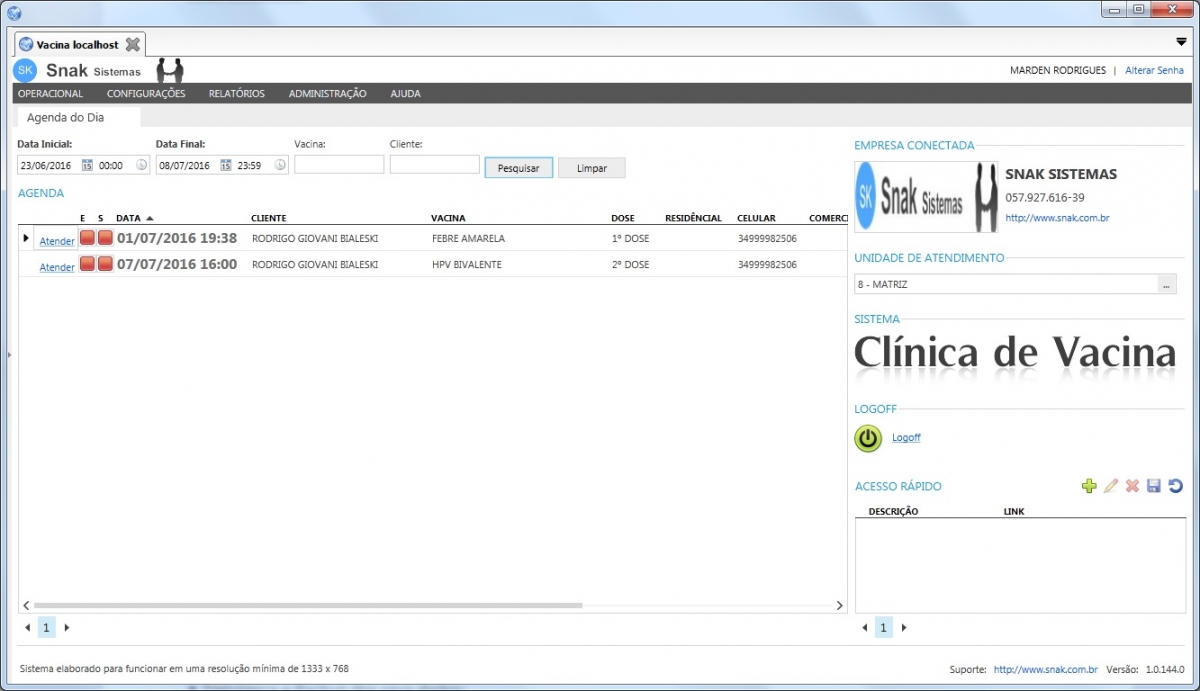 Vacina localhost
SK Snak Sistemas
MARDEN RODRIGUES | Alterar Senha
OPERACIONAL CONFIGURAÇÕES RELATÓRIOS ADMINISTRAÇÃO AJUDA
Agenda do Dia
Data Inicial: Data Final: Vacina: Cliente:
23/06/2016 15 00:00 08/07/2016 15 23:59 Pesquisar Limpar
AGENDA
E S DATA CLIENTE VACINA DOSE RESIDÊNCIAL CELULAR COMERC
Atender 01/07/2016 19:38 RODRIGO GIOVANI BIALESKI FEBRE AMARELA 1º DOSE 34999982506
Atender 07/07/2016 16:00 RODRIGO GIOVANI BIALESKI HPV BIVALENTE 2º DOSE 34999982506
1
EMPRESA CONECTADA
SK Snak Sistemas
SNAK SISTEMAS
057.927.616-39
http://www.snak.com.br
UNIDADE DE ATENDIMENTO
8 - MATRIZ ...
SISTEMA
Clínica de Vacina
LOGOFF
Logoff
ACESSO RÁPIDO
DESCRIÇÃO LINK
1
Sistema elaborado para funcionar em uma resolução mínima de 1333 x 768
Suporte: http://www.snak.com.br Versão: 1.0.144.0